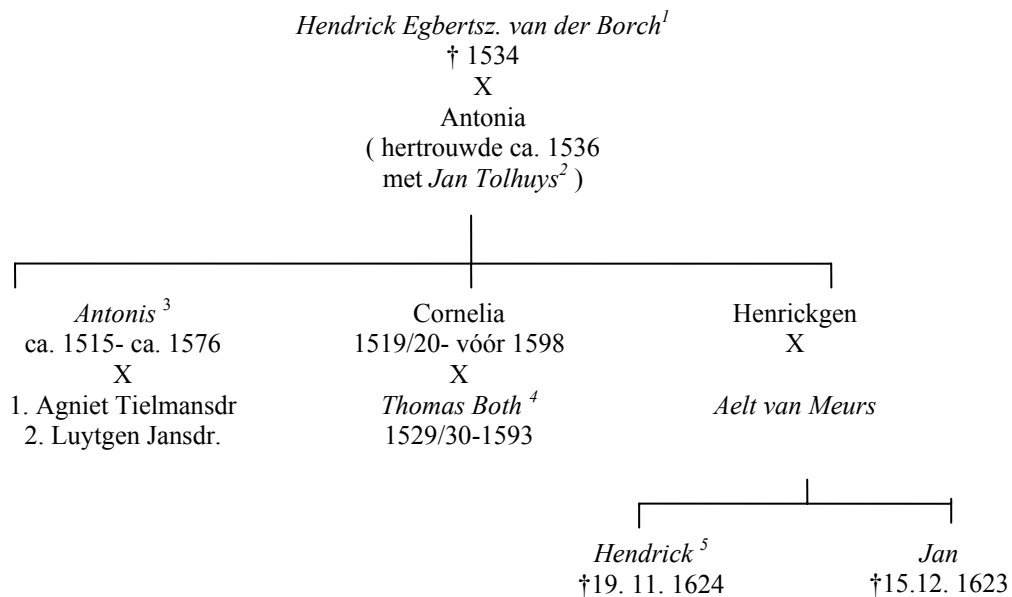 Hendrick Egbertsz. van der Borch1
† 1534
X
Antonia
( hertrouwde ca. 1536
met Jan Tolhuys2 )
Antonis 3
ca. 1515- ca. 1576
X
1. Agniet Tielmansdr
2. Luytgen Jansdr.
Cornelia
1519/20- vóór 1598
X
Thomas Both 4
1529/30-1593
Henrickgen
X
Aelt van Meurs
Hendrick 5
†19. 11. 1624
Jan
†15.12. 1623